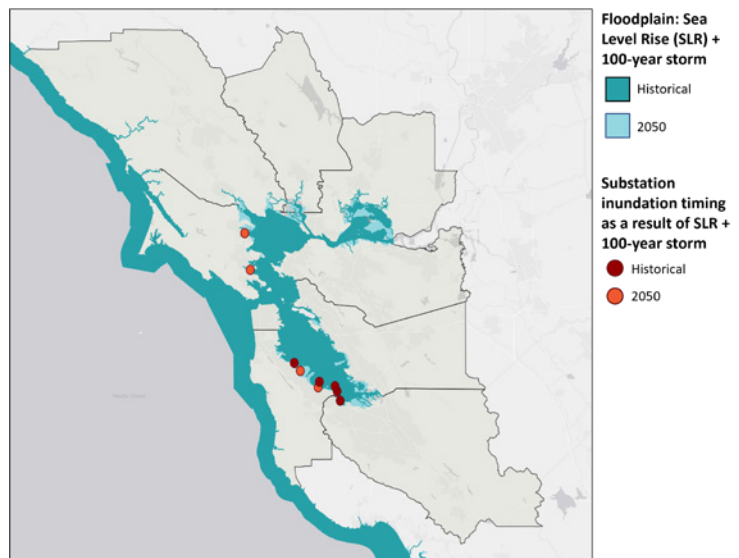 Floodplain: Sea
Level Rise (SLR) +
100-year storm
Historical
2050
Substation
inundation timing
as a result of SLR +
100-year storm
Historical
2050